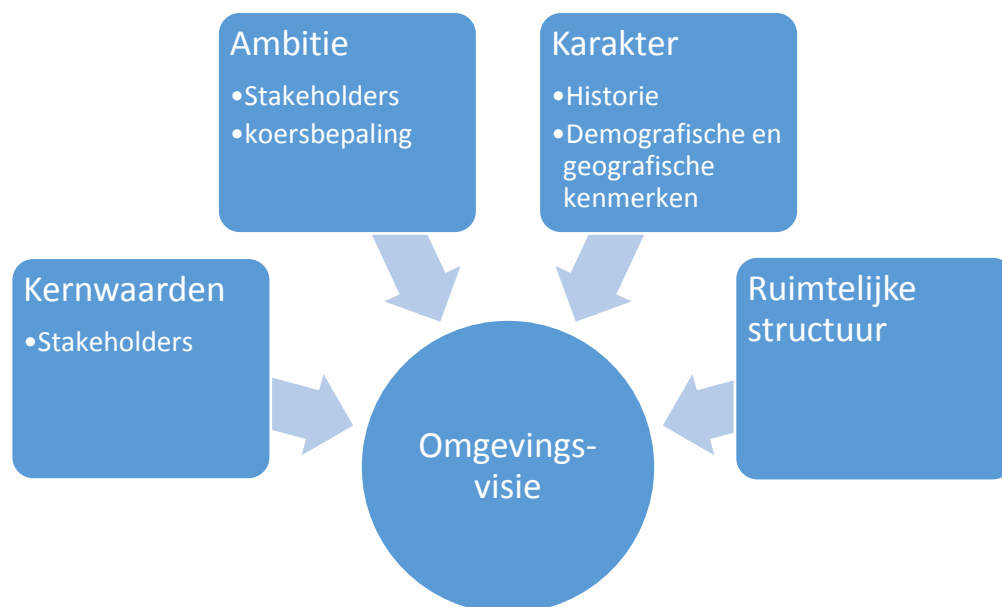 Ambitie
•Stakeholders
•koersbepaling
Karakter
•Historie
•Demografische en
geografische
kenmerken
Kernwaarden
•Stakeholders
Ruimtelijke
structuur
Omgevings-
visie